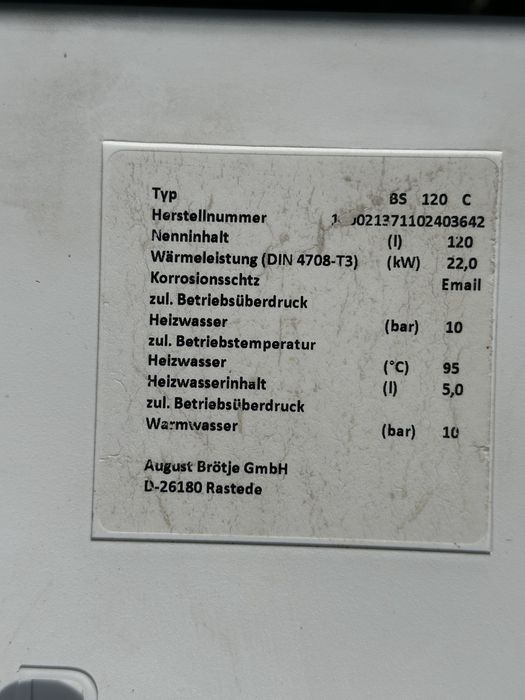 Typ BS 120 C
Herstellnummer
Nenninhalt (l) 120
Wärmeleistung (DIN 4708-T3) (kW) 22,0
Korrosionsschtz Email
zul. Betriebsüberdruck
Heizwasser (bar) 10
zul. Betriebstemperatur
Heizwasser (°C) 95
Heizwasserinhalt (l) 5,0
zul. Betriebsüberdruck
Warmwasser (bar) 10
August Brötje GmbH
D-26180 Rastede